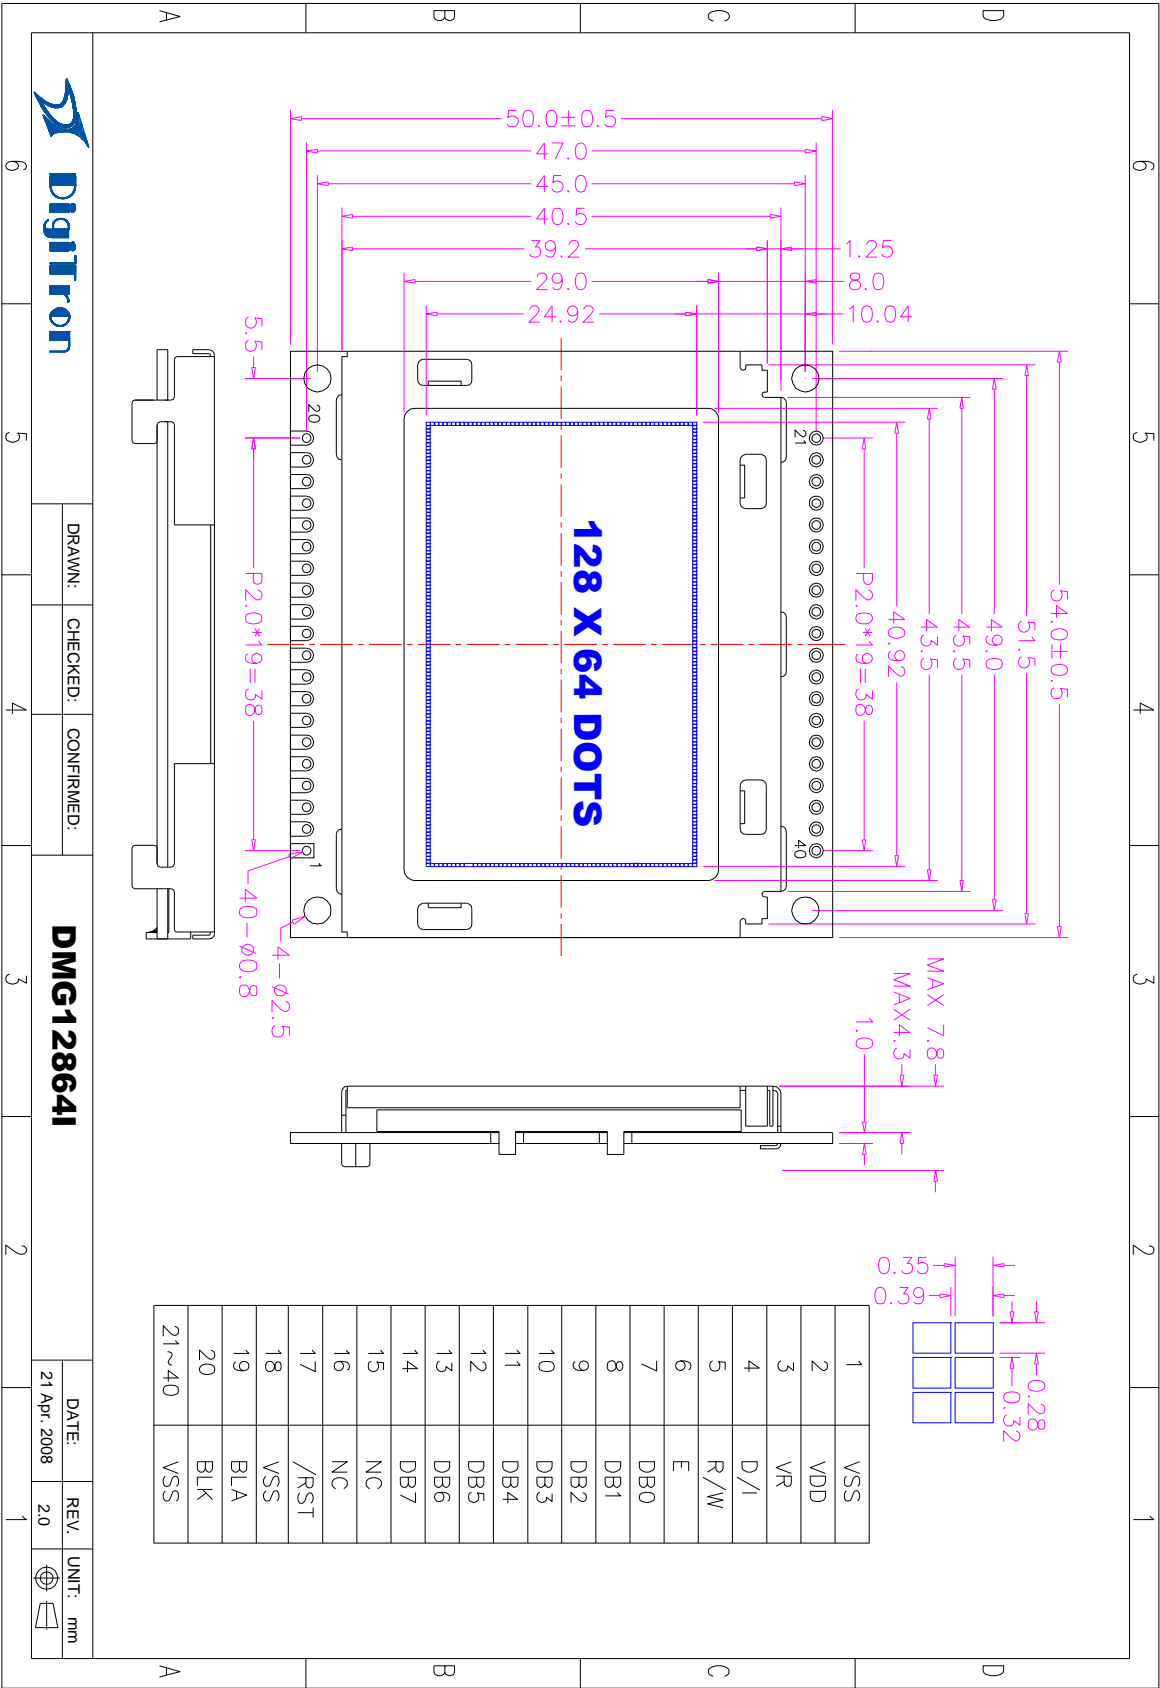 6 5 4 3 2 1
D
C
B
A
D
C
B
A
54.0±0.5
51.5
49.0
45.5
43.5
40.92
P2.0*19=38
50.0±0.5
47.0
45.0
40.5
39.2
29.0
24.92
1.25
8.0
10.04
21
40
128 X 64 DOTS
20
1
5.5
P2.0*19=38
40-Ø0.8
4-Ø2.5
MAX 7.8
MAX4.3
1.0
0.35
0.39
0.28
0.32
1 VSS
2 VDD
3 VR
4 D/I
5 R/W
6 E
7 DB0
8 DB1
9 DB2
10 DB3
11 DB4
12 DB5
13 DB6
14 DB7
15 NC
16 NC
17 /RST
18 VSS
19 BLA
20 BLK
21~40 VSS
DigiTron
DRAWN:
CHECKED:
CONFIRMED:
DMG12864I
DATE:
21 Apr. 2008
REV.
2.0
UNIT: mm
6 5 4 3 2 1